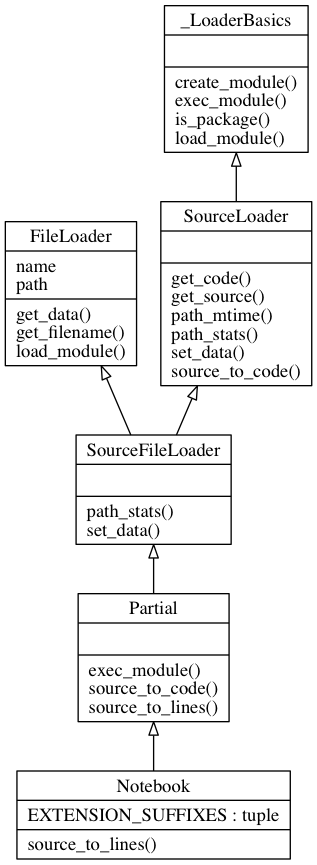 _LoaderBasics
create_module()
exec_module()
is_package()
load_module()
SourceLoader
get_code()
get_source()
path_mtime()
path_stats()
set_data()
source_to_code()
FileLoader
name
path
get_data()
get_filename()
load_module()
SourceFileLoader
path_stats()
set_data()
Partial
exec_module()
source_to_code()
source_to_lines()
Notebook
EXTENSION_SUFFIXES : tuple
source_to_lines()